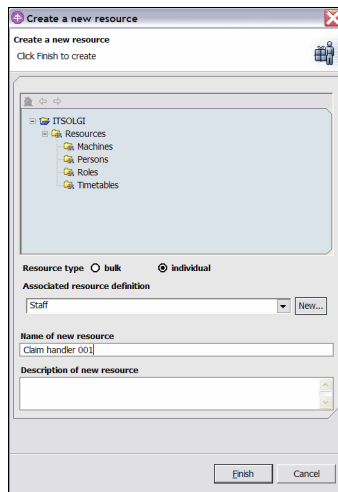 Create a new resource
Create a new resource
Click Finish to create
ITSOLGI
Resources
Machines
Persons
Roles
Timetables
Resource type bulk individual
Associated resource definition
Staff New...
Name of new resource
Claim handler 001
Description of new resource
Finish Cancel